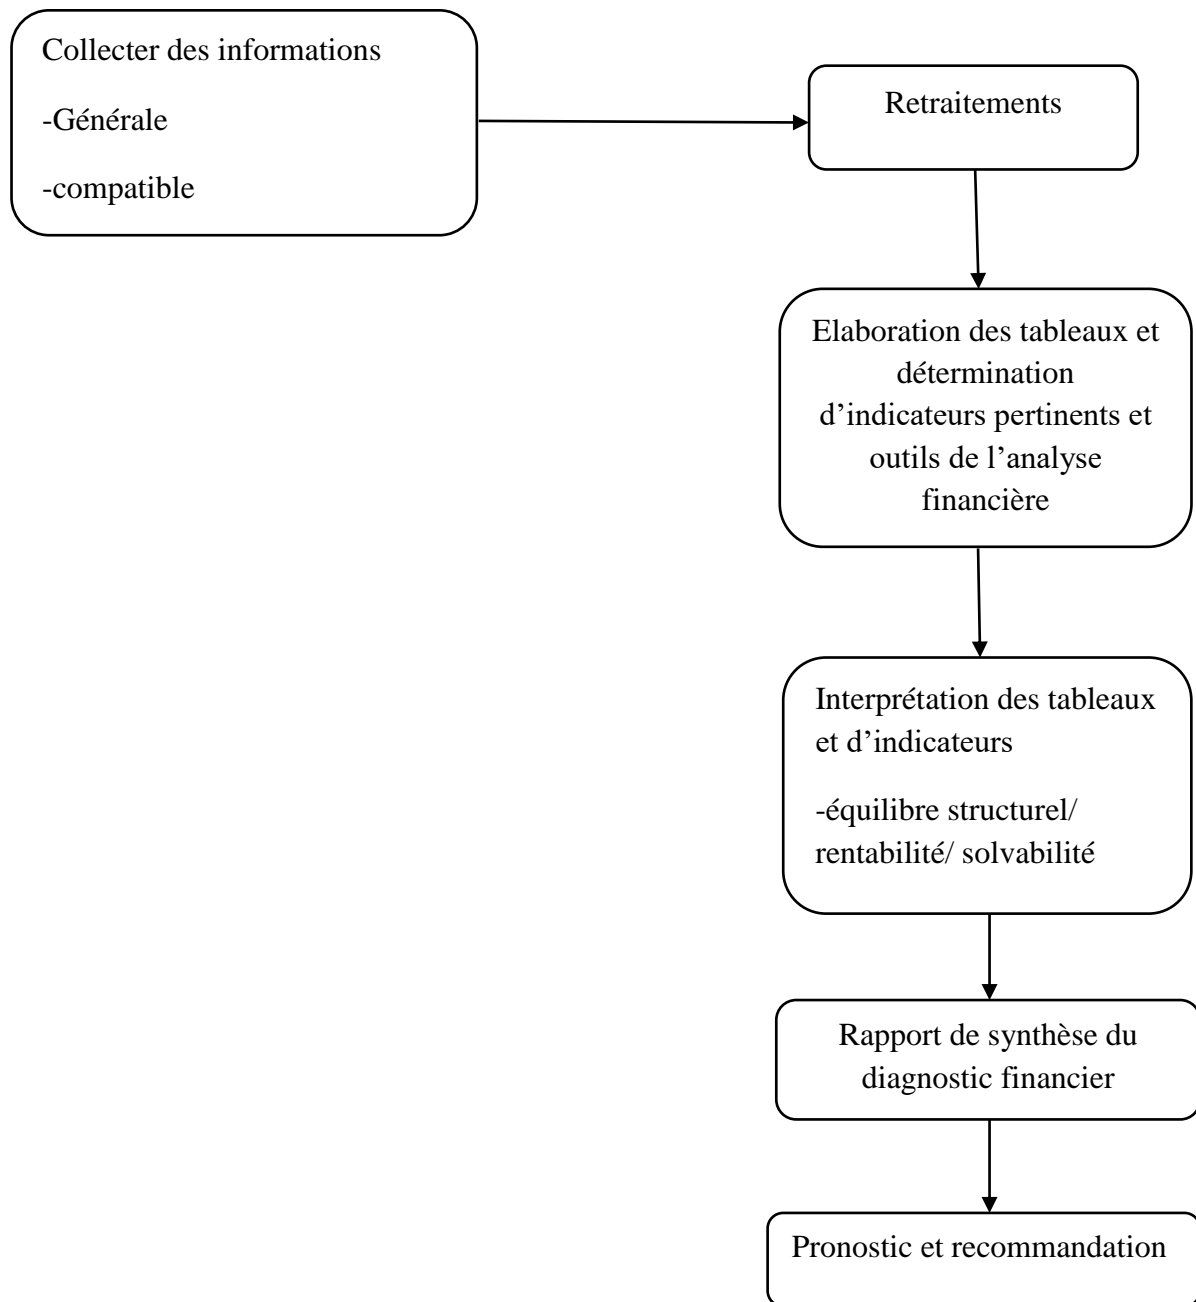 Collecter des informations
-Générale
-compatible
Retraitements
Elaboration des tableaux et
détermination
d’indicateurs pertinents et
outils de l’analyse
financière
Interprétation des tableaux
et d’indicateurs
-équilibre structurel/
rentabilité/ solvabilité
Rapport de synthèse du
diagnostic financier
Pronostic et recommandation